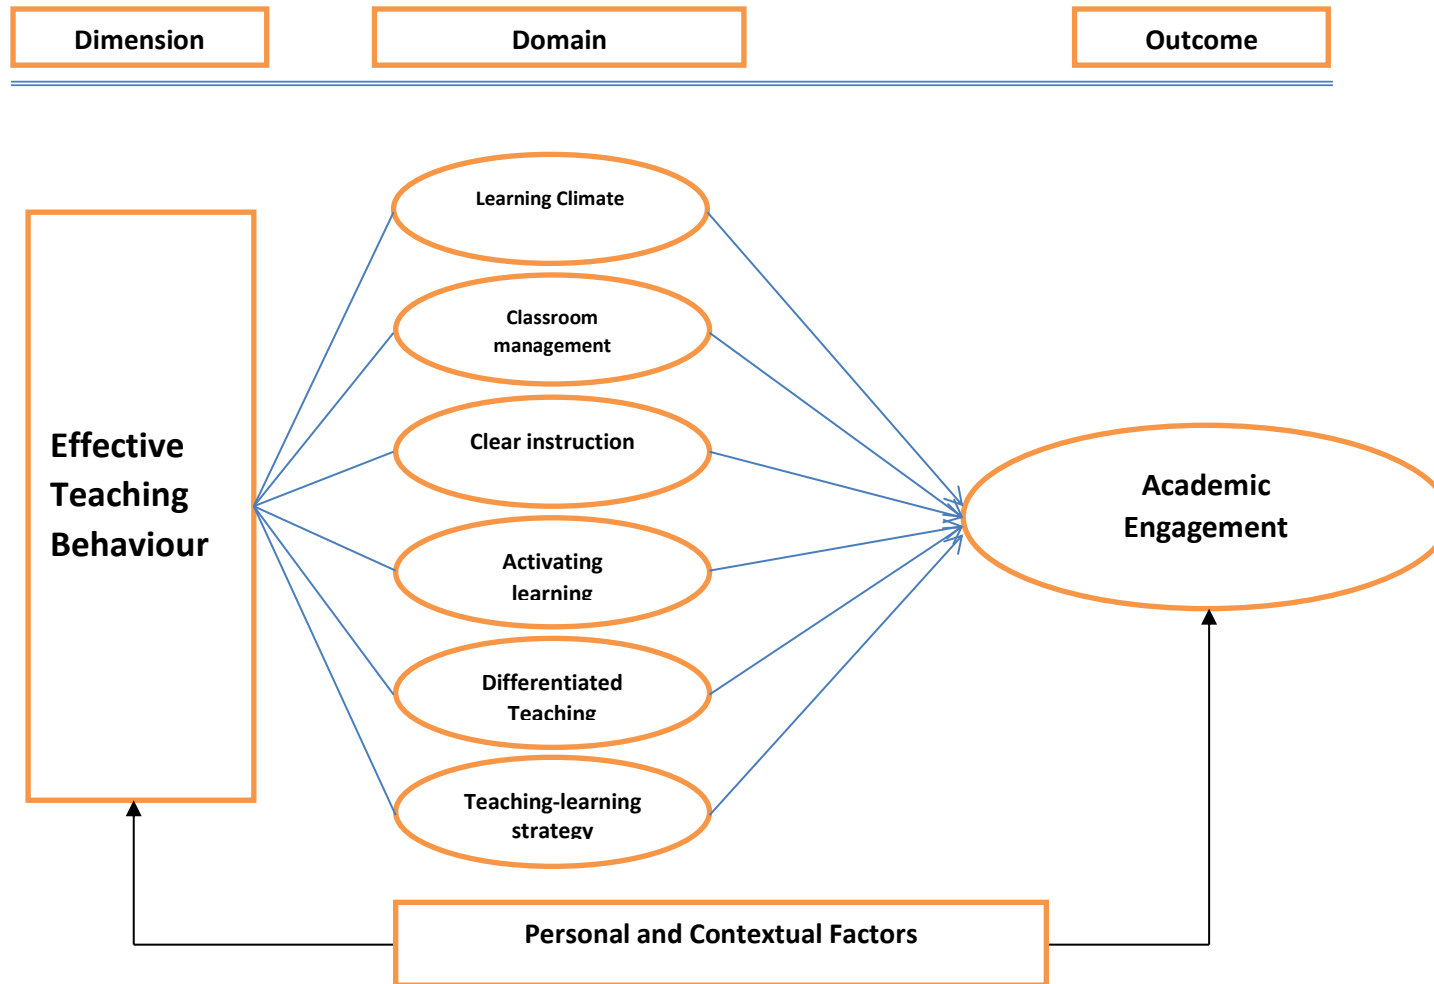 Dimension
Domain
Outcome
Learning Climate
Classroom
management
Clear instruction
Effective
Teaching
Behaviour
Academic
Engagement
Activating
learning
Differentiated
Teaching
Teaching-learning
strategy
Personal and Contextual Factors